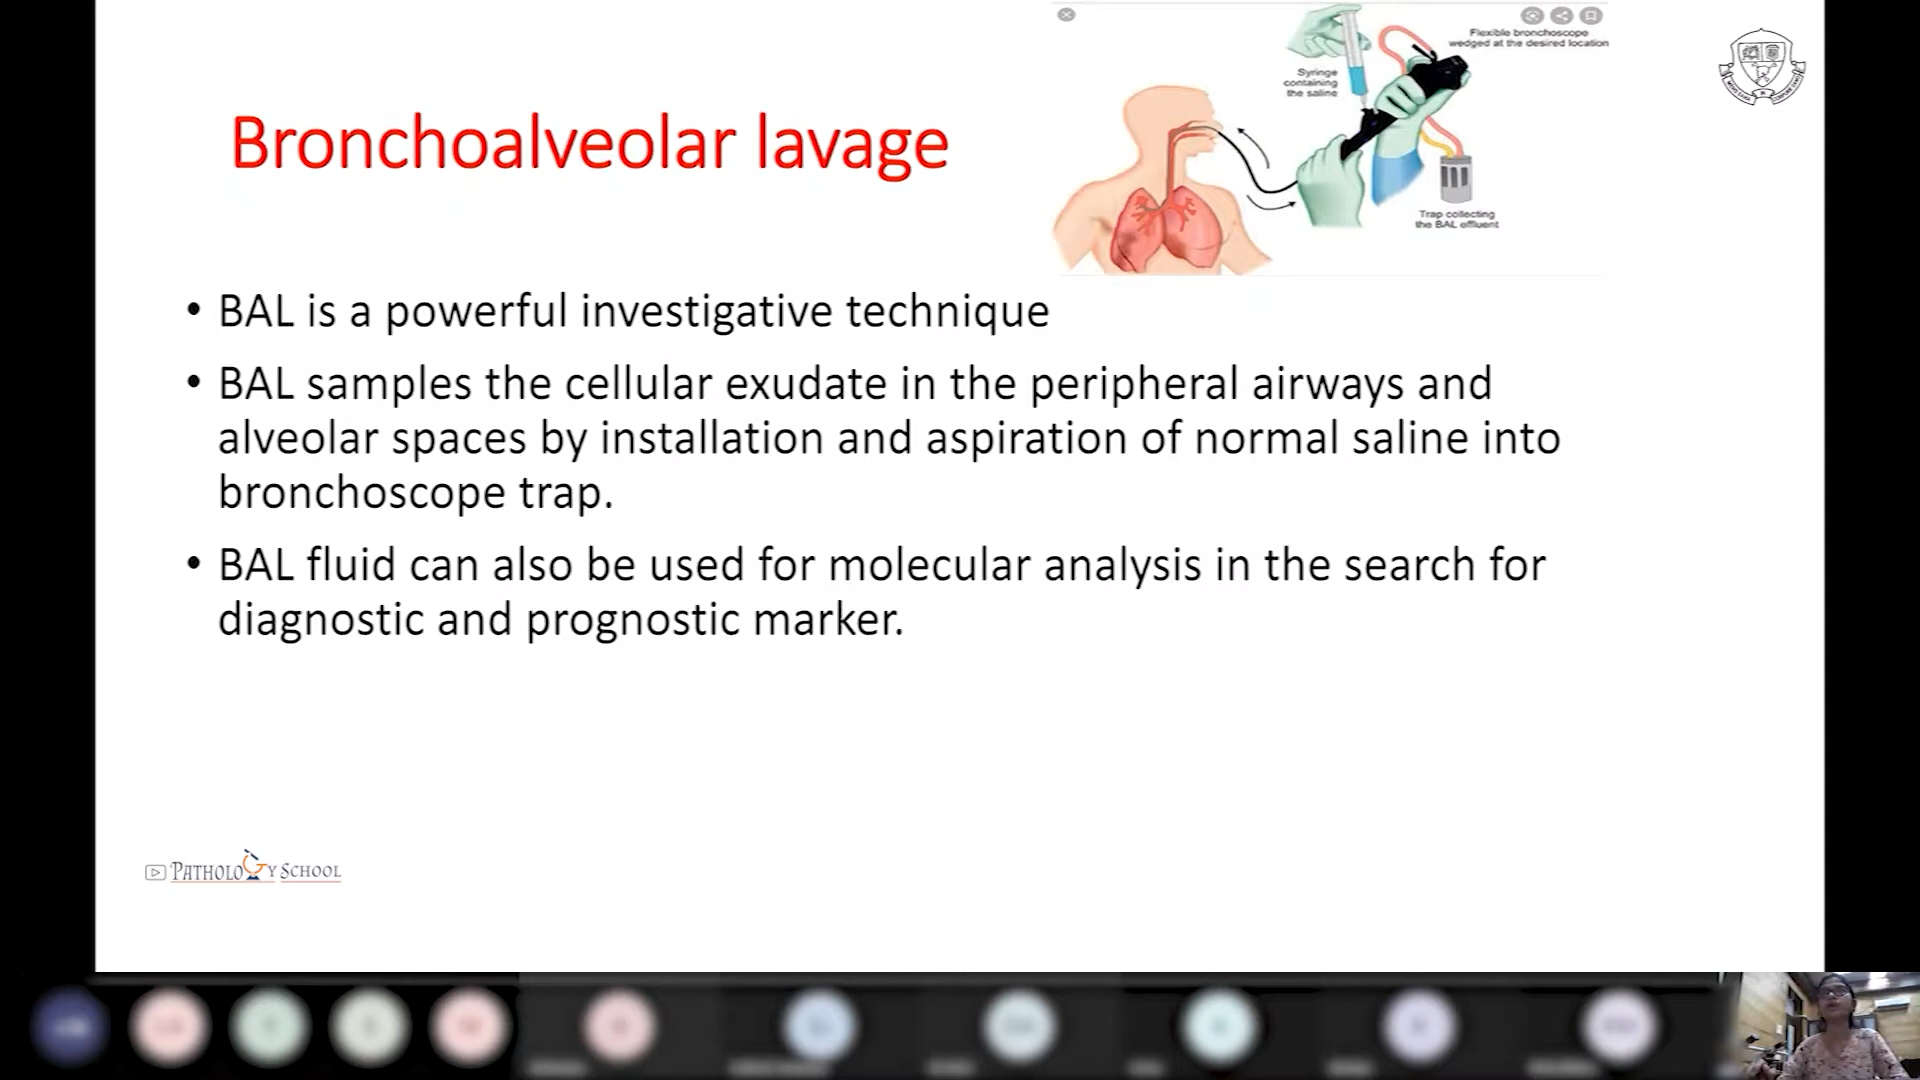 Flexible bronchoscope
wedged at the desired location
Syringe
containing
the saline
Bronchoalveolar lavage
Trap collecting
the BAL effluent
• BAL is a powerful investigative technique
• BAL samples the cellular exudate in the peripheral airways and
alveolar spaces by installation and aspiration of normal saline into
bronchoscope trap.
• BAL fluid can also be used for molecular analysis in the search for
diagnostic and prognostic marker.
PATHOLOGY SCHOOL